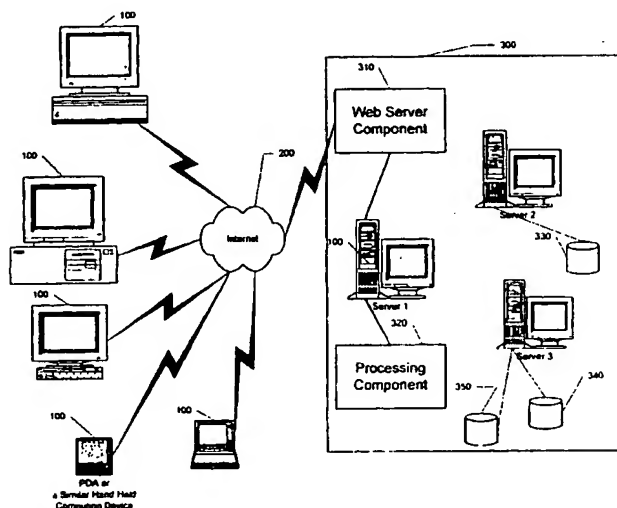 100
300
310
Web Server
Component
100
200
Internet
Server 2
330
100
100
Server 1
320
Server 3
Processing
Component
350
340
100
100
PDA or
a Similar Hand Held
Computing Device